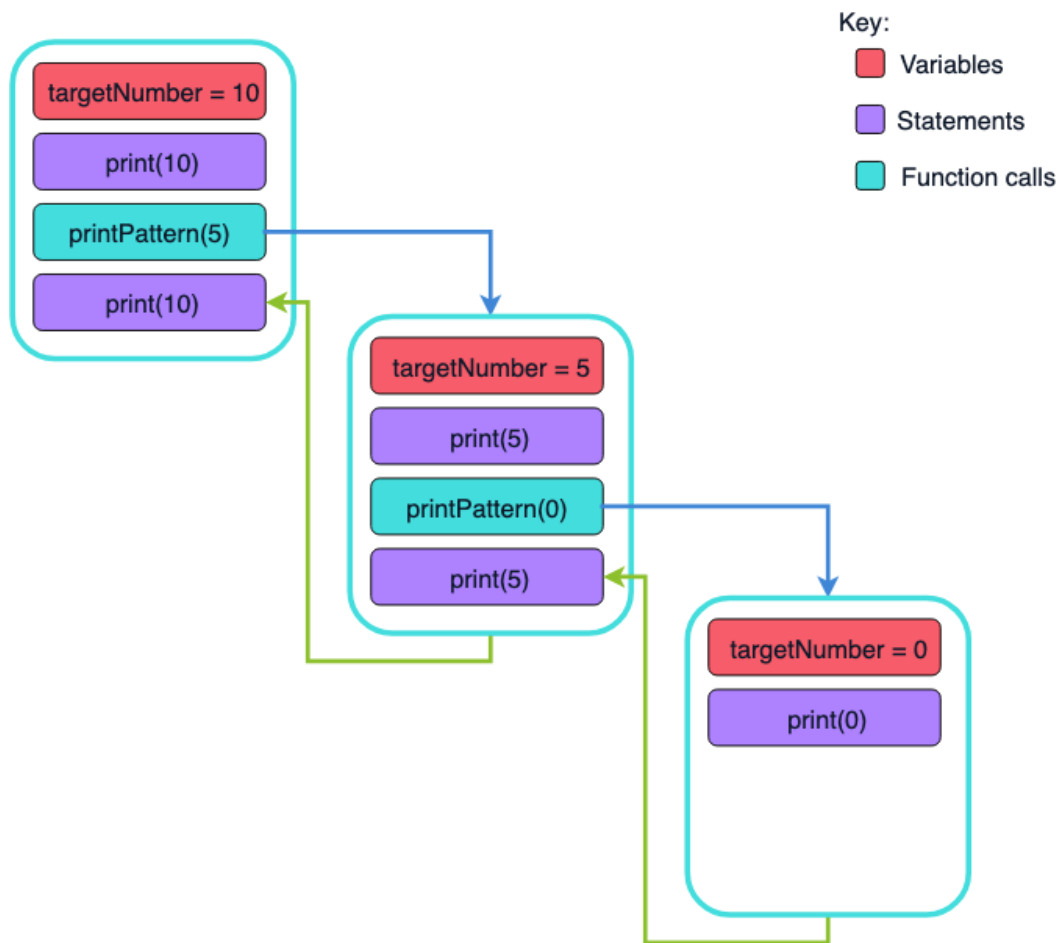 Key:
Variables
Statements
Function calls
targetNumber = 10
print(10)
printPattern(5)
print(10)
targetNumber = 5
print(5)
printPattern(0)
print(5)
targetNumber = 0
print(0)